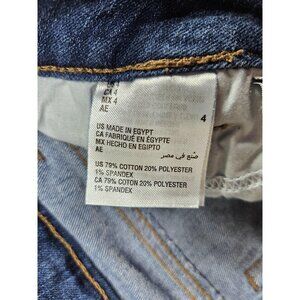 CA 4
MX 4
AE
4
US MADE IN EGYPT
CA FABRIQUÉ EN ÉGYPTE
MX HECHO EN EGIPTO
AE صنع فى مصر
US 79% COTTON 20% POLYESTER
1% SPANDEX
CA 79% COTON 20% POLYESTER
1% SPANDEX